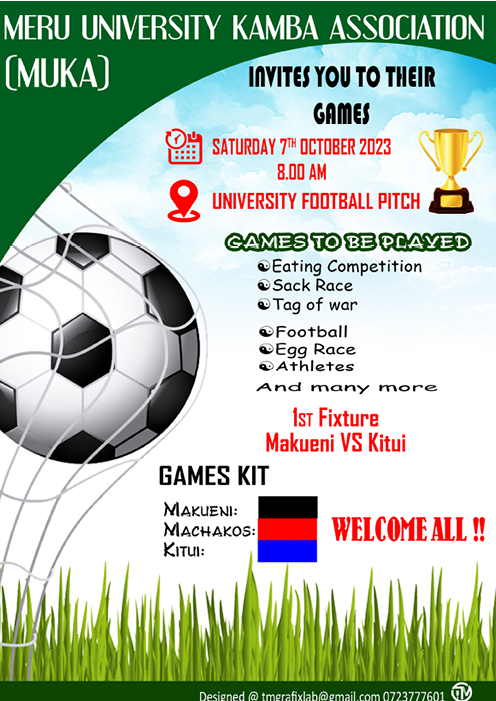 MERU UNIVERSITY KAMBA ASSOCIATION
(MUKA)
INVITES YOU TO THEIR
GAMES
SATURDAY 7TH OCTOBER 2023
8.00 AM
UNIVERSITY FOOTBALL PITCH
GAMES TO BE PLAYED
Eating Competition
Sack Race
Tag of war
Football
Egg Race
Athletes
And many more
1ST Fixture
Makueni VS Kitui
GAMES KIT
MAKUENI:
MACHAKOS:
KITUI:
WELCOME ALL !!
Designed @ tmgrafixlab@gmail.com 0723777601 TM